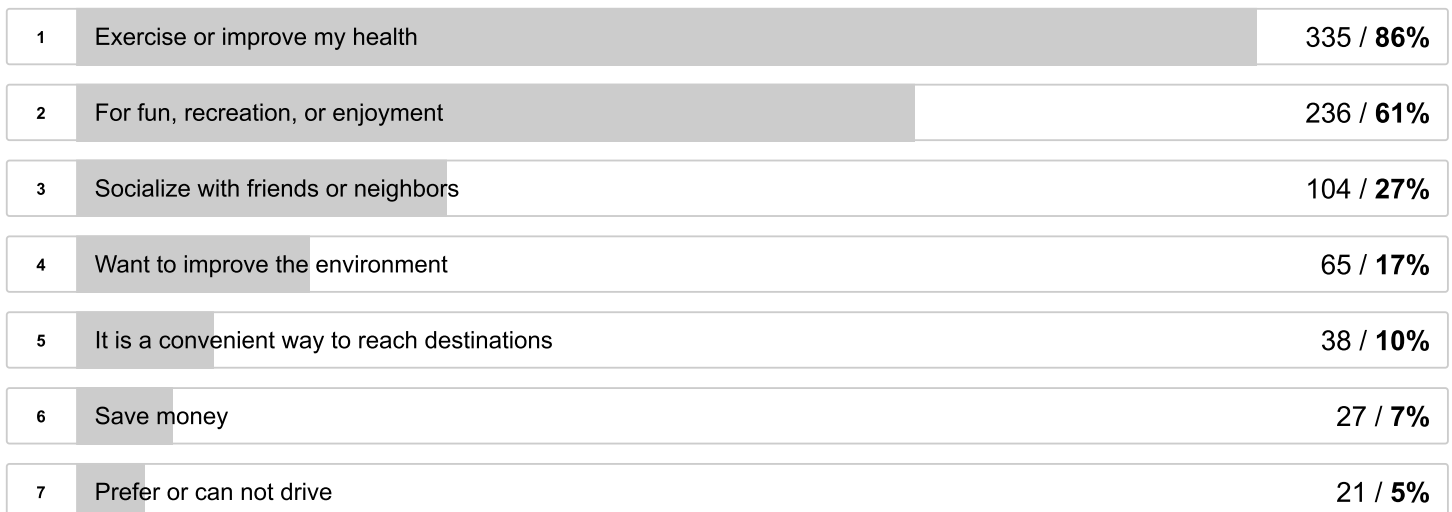 1 Exercise or improve my health 335 / 86%
2 For fun, recreation, or enjoyment 236 / 61%
3 Socialize with friends or neighbors 104 / 27%
4 Want to improve the environment 65 / 17%
5 It is a convenient way to reach destinations 38 / 10%
6 Save money 27 / 7%
7 Prefer or can not drive 21 / 5%